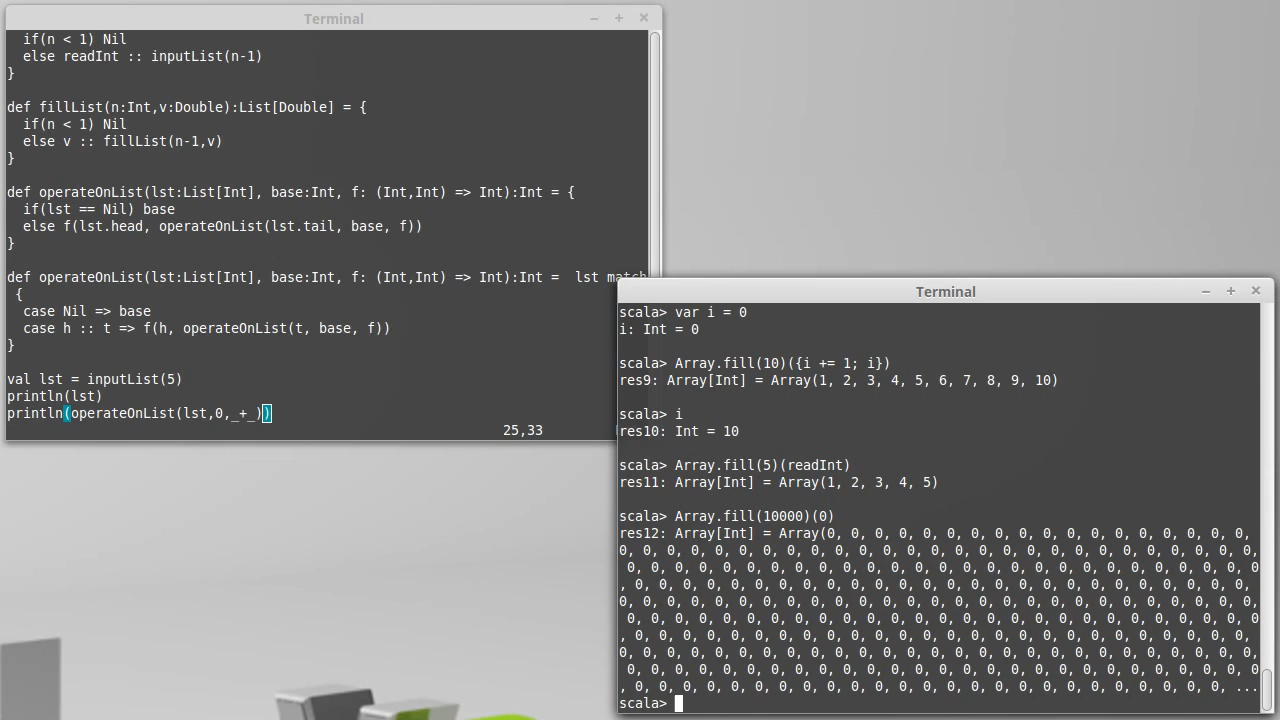 Terminal
if(n < 1) Nil
else readInt :: inputList(n-1)
}
def fillList(n:Int,v:Double):List[Double] = {
if(n < 1) Nil
else v :: fillList(n-1,v)
}
def operateOnList(lst:List[Int], base:Int, f: (Int,Int) => Int):Int = {
if(lst == Nil) base
else f(lst.head, operateOnList(lst.tail, base, f))
}
def operateOnList(lst:List[Int], base:Int, f: (Int,Int) => Int):Int =  lst match
{
case Nil => base
case h :: t => f(h, operateOnList(t, base, f))
}
val lst = inputList(5)
println(lst)
println(operateOnList(lst,0,_+_))
25,33
Terminal
scala> var i = 0
i: Int = 0
scala> Array.fill(10)({i += 1; i})
res9: Array[Int] = Array(1, 2, 3, 4, 5, 6, 7, 8, 9, 10)
scala> i
res10: Int = 10
scala> Array.fill(5)(readInt)
res11: Array[Int] = Array(1, 2, 3, 4, 5)
scala> Array.fill(10000)(0)
res12: Array[Int] = Array(0, 0, 0, 0, 0, 0, 0, 0, 0, 0, 0, 0, 0, 0, 0, 0, 0, 0,
0, 0, 0, 0, 0, 0, 0, 0, 0, 0, 0, 0, 0, 0, 0, 0, 0, 0, 0, 0, 0, 0, 0, 0, 0, 0, 0, 0, 0, 0, 0, 0, 0, 0, 0,
0, 0, 0, 0, 0, 0, 0, 0, 0, 0, 0, 0, 0, 0, 0, 0, 0, 0, 0, 0, 0, 0, 0, 0, 0, 0
, 0, 0, 0, 0, 0, 0, 0, 0, 0, 0, 0, 0, 0, 0, 0, 0, 0, 0, 0, 0, 0, 0, 0, 0, 0, 0,
0, 0, 0, 0, 0, 0, 0, 0, 0, 0, 0, 0, 0, 0, 0, 0, 0, 0, 0, 0, 0, 0, 0, 0, 0, 0, 0,
0, 0, 0, 0, 0, 0, 0, 0, 0, 0, 0, 0, 0, 0, 0, 0, 0, 0, 0, 0, 0, 0, 0, 0, 0, 0, 0
, 0, 0, 0, 0, 0, 0, 0, 0, 0, 0, 0, 0, 0, 0, 0, 0, 0, 0, 0, 0, 0, 0, 0, 0, 0, 0,
0, 0, 0, 0, 0, 0, 0, 0, 0, 0, 0, 0, 0, 0, 0, 0, 0, 0, 0, 0, 0, 0, 0, 0, 0, 0, 0,
0, 0, 0, 0, 0, 0, 0, 0, 0, 0, 0, 0, 0, 0, 0, 0, 0, 0, 0, 0, 0, 0, 0, 0, 0, 0, 0
, 0, 0, 0, 0, 0, 0, 0, 0, 0, 0, 0, 0, 0, 0, 0, 0, 0, 0, 0, 0, 0, 0, 0, 0, 0, ...
scala>